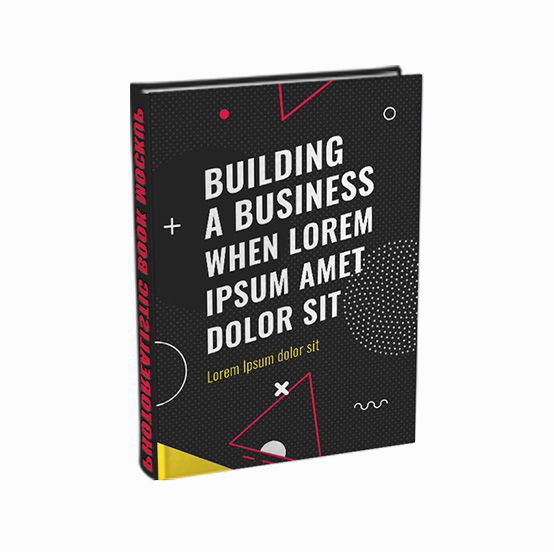 BUILDING
A BUSINESS
WHEN LOREM
IPSUM AMET
DOLOR SIT
Lorem Ipsum dolor sit
PHOTOREALISTIC BOOK MOCKUP